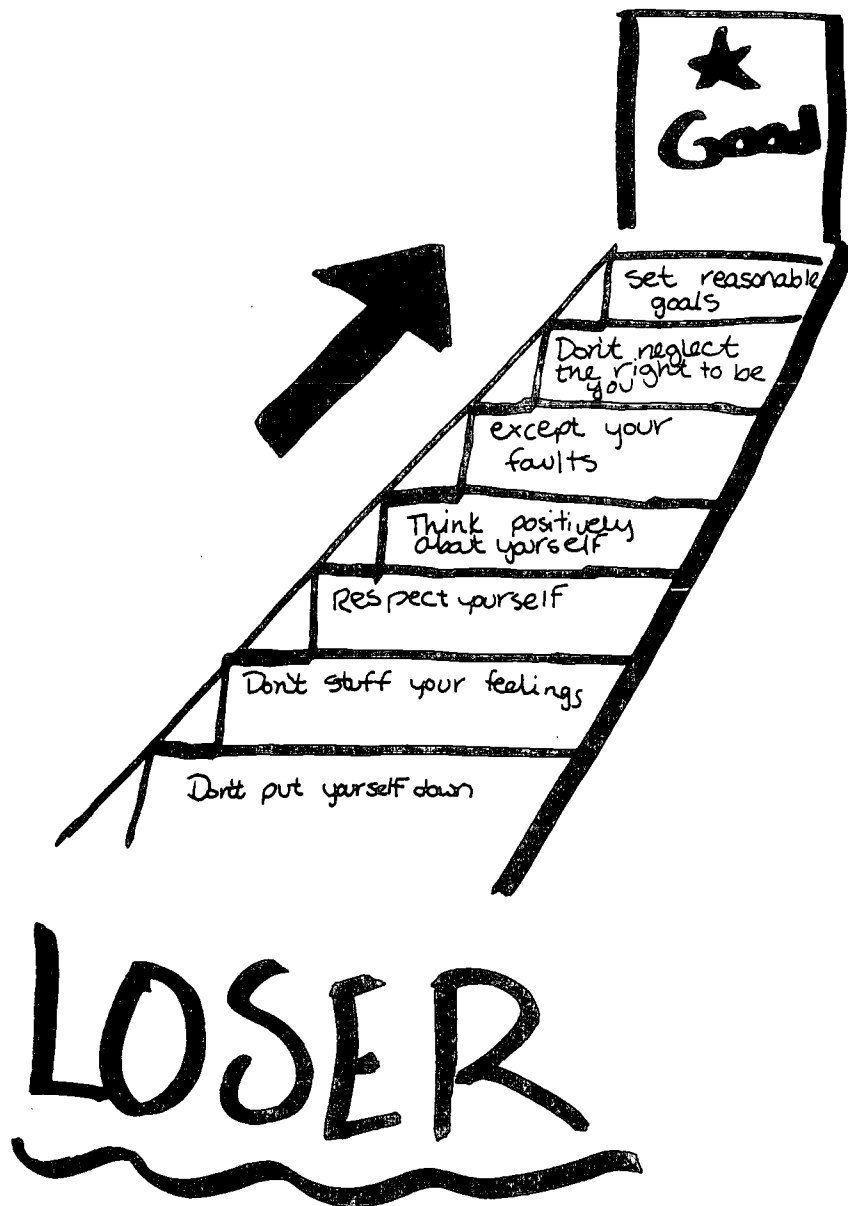 Good
set reasonable
goals
Don't neglect
the right to be
you
except your
faults
Think positively
about yourself
Respect yourself
Don't stuff your feelings
Don't put yourself down
LOSER